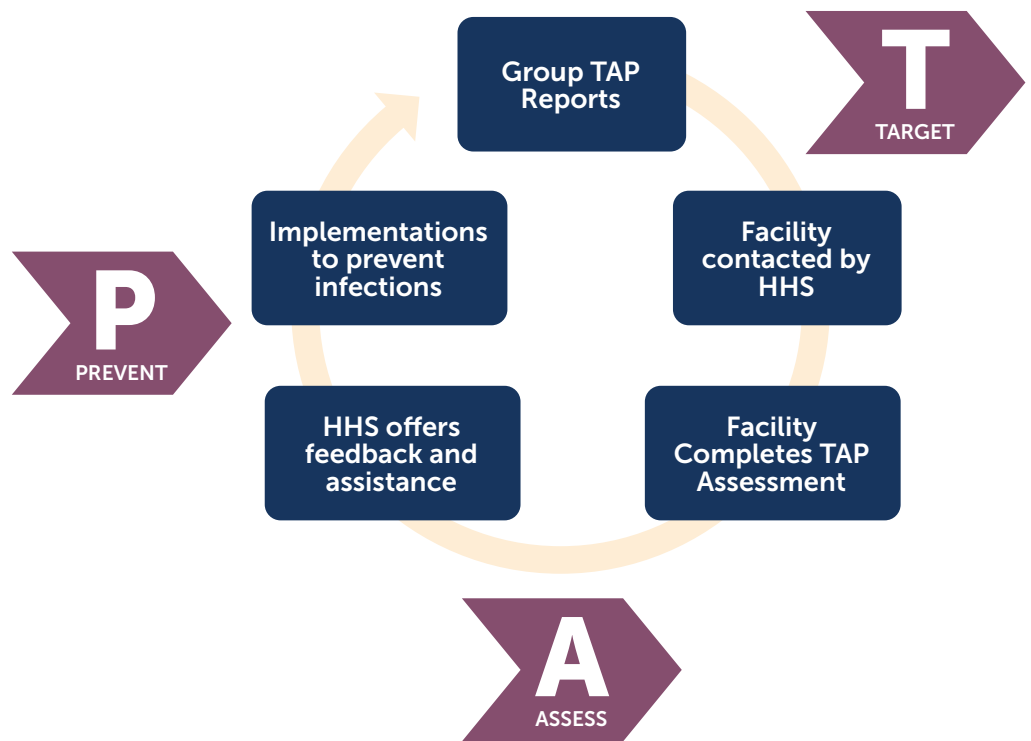 Group TAP
Reports
T
TARGET
Facility
contacted by
HHS
Facility
Completes TAP
Assessment
A
ASSESS
HHS offers
feedback and
assistance
Implementations
to prevent
infections
P
PREVENT